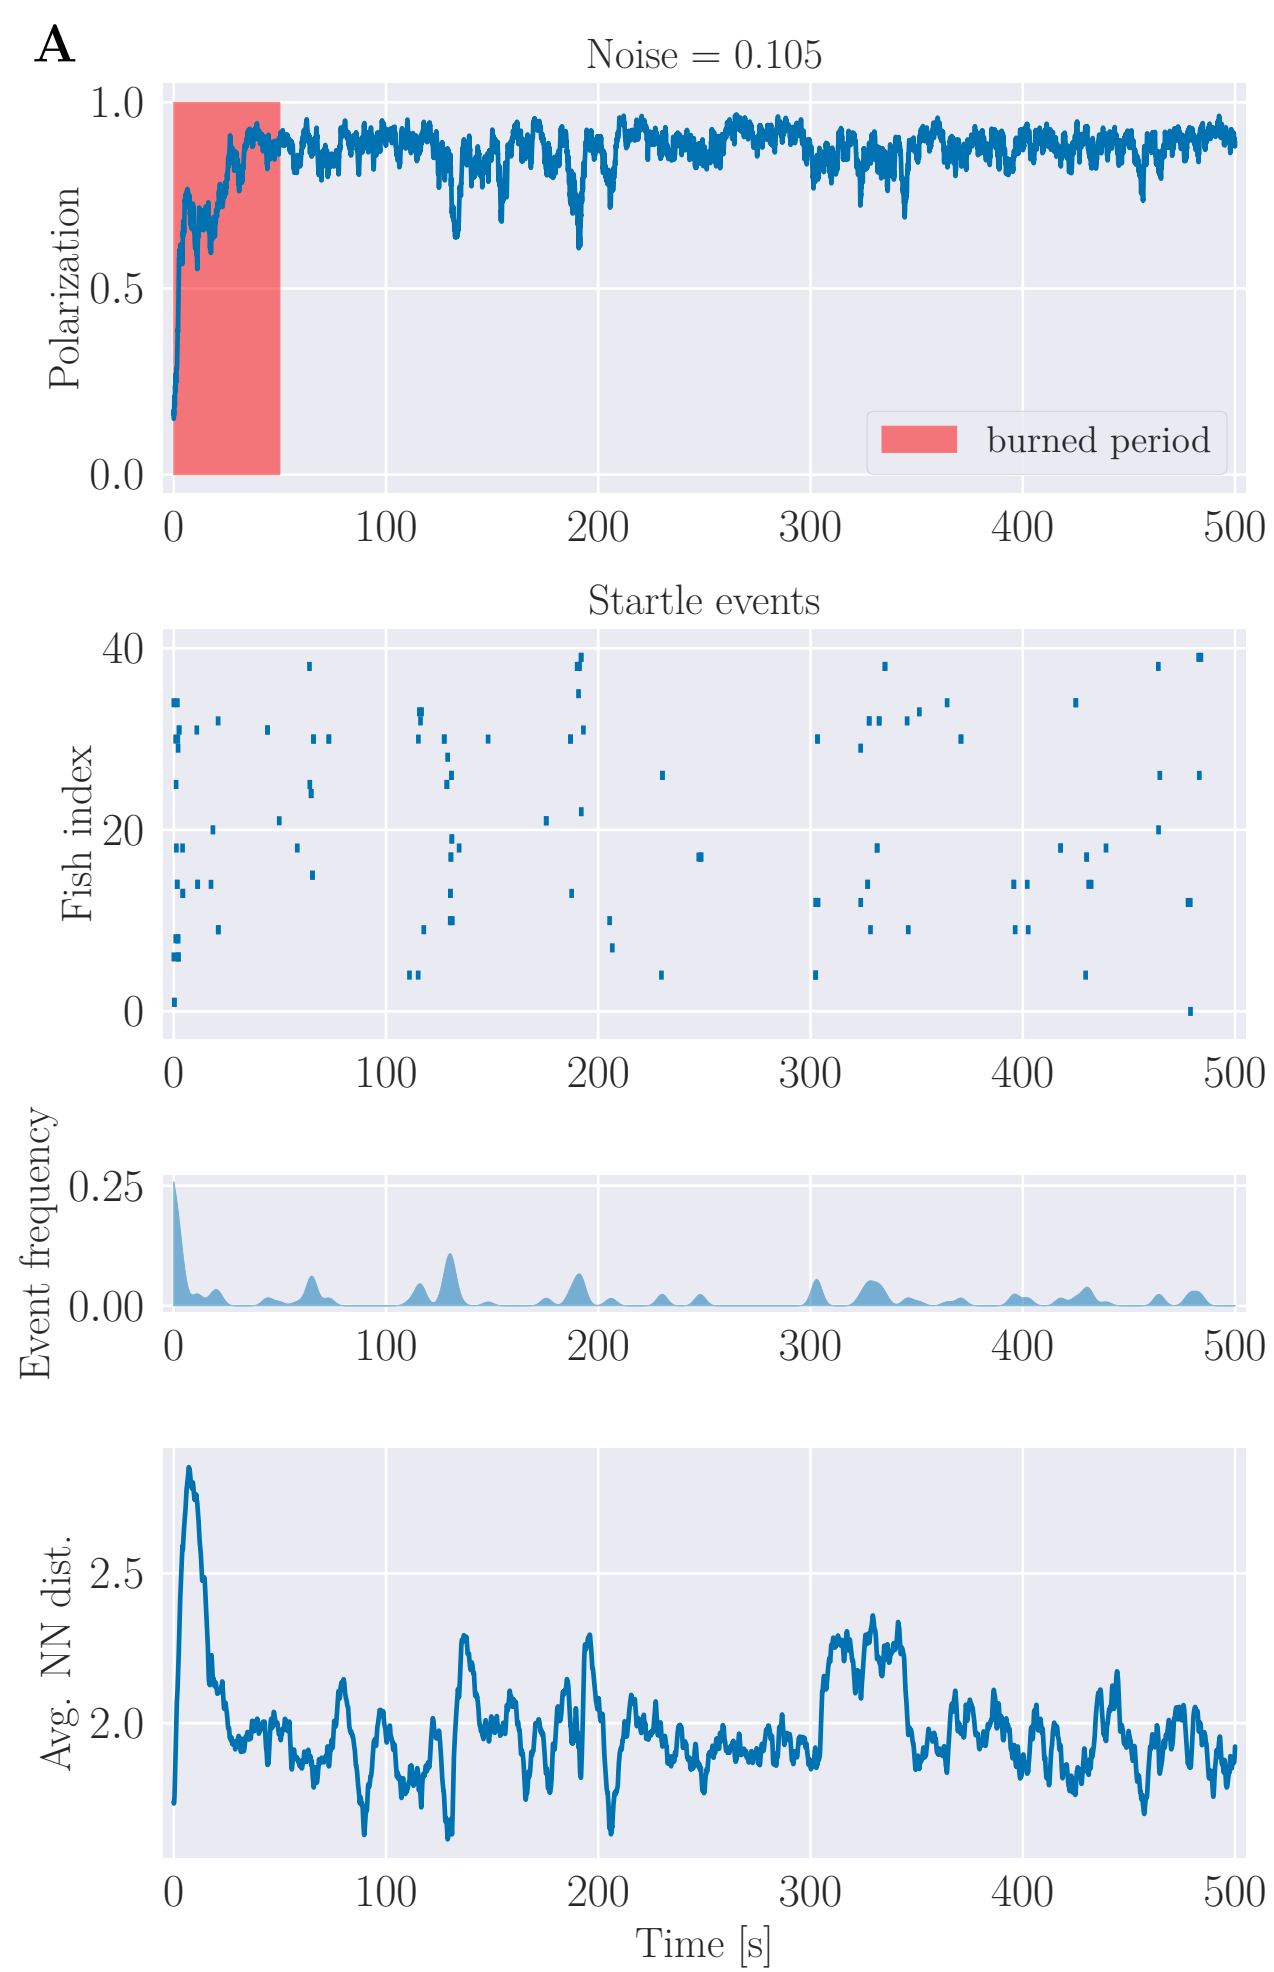 A
Noise = 0.105
Polarization
1.0
0.5
0.0
burned period
0 100 200 300 400 500
Startle events
Fish index
40
20
0
0 100 200 300 400 500
Event frequency
0.25
0.00
0 100 200 300 400 500
Avg. NN dist.
2.5
2.0
0 100 200 300 400 500
Time [s]